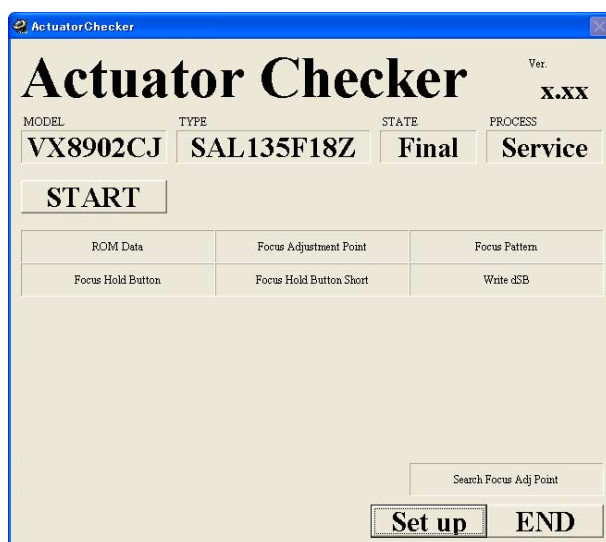 ActuatorChecker
Actuator Checker
Ver.
x.xx
MODEL TYPE STATE PROCESS
VX8902CJ SAL135F18Z Final Service
START
ROM Data Focus Adjustment Point Focus Pattern
Focus Hold Button Focus Hold Button Short Write dSB
Search Focus Adj Point
Set up END